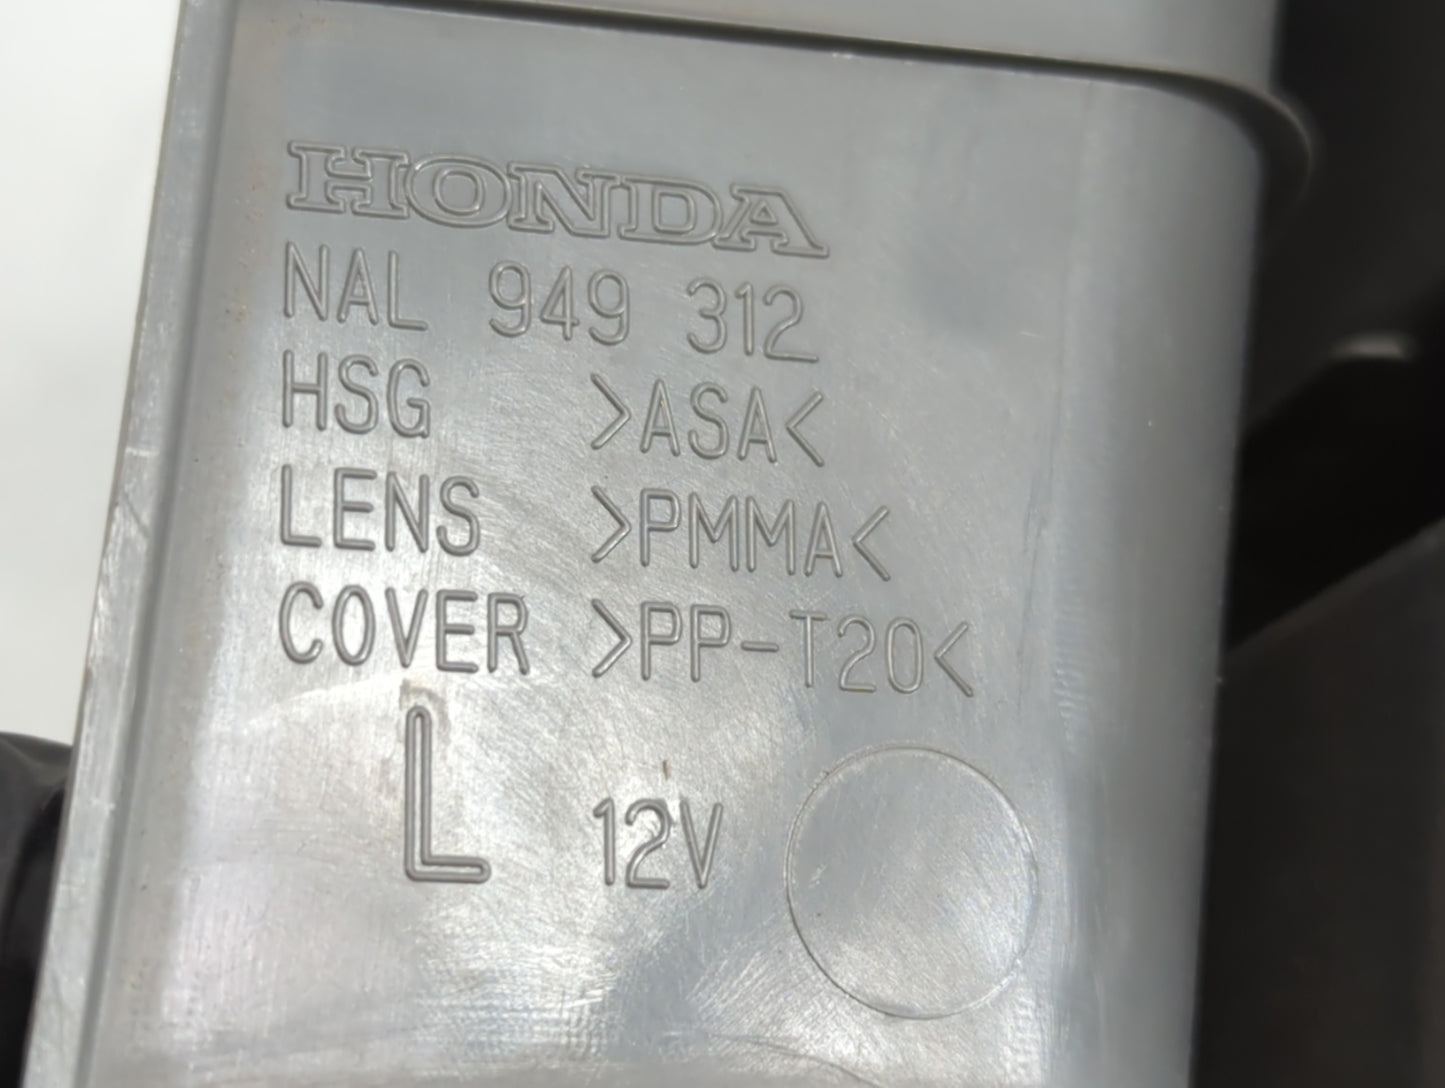 HONDA
NAL 949 312
HSG >ASA<
LENS >PMMA<
COVER >PP-T20<
L 12V